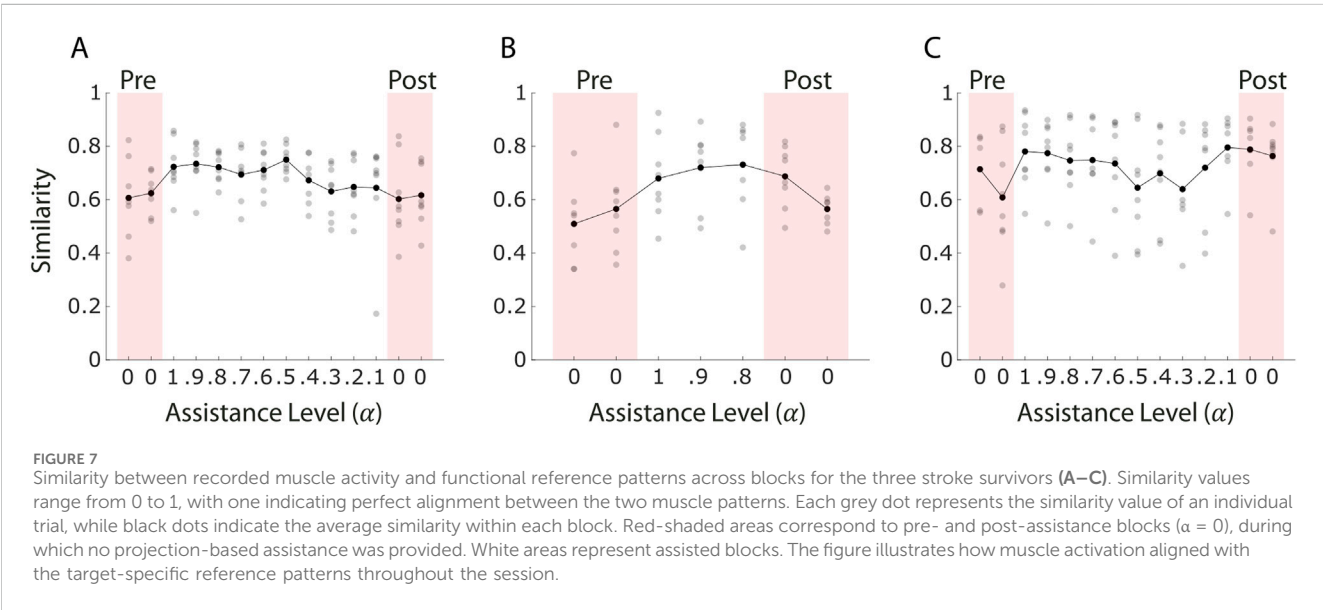 A
B
C
Pre
Post
Pre
Post
Pre
Post
Similarity
1
0.8
0.6
0.4
0.2
0
1
0.8
0.6
0.4
0.2
0
1
0.8
0.6
0.4
0.2
0
0 0 1 .9 .8 .7 .6 .5 .4 .3 .2 .1 0 0
0 0 1 .9 .8 0 0
0 0 1 .9 .8 .7 .6 .5 .4 .3 .2 .1 0 0
Assistance Level (α)
Assistance Level (α)
Assistance Level (α)
FIGURE 7
Similarity between recorded muscle activity and functional reference patterns across blocks for the three stroke survivors (A–C). Similarity values
range from 0 to 1, with one indicating perfect alignment between the two muscle patterns. Each grey dot represents the similarity value of an individual
trial, while black dots indicate the average similarity within each block. Red-shaded areas correspond to pre- and post-assistance blocks (α = 0), during
which no projection-based assistance was provided. White areas represent assisted blocks. The figure illustrates how muscle activation aligned with
the target-specific reference patterns throughout the session.